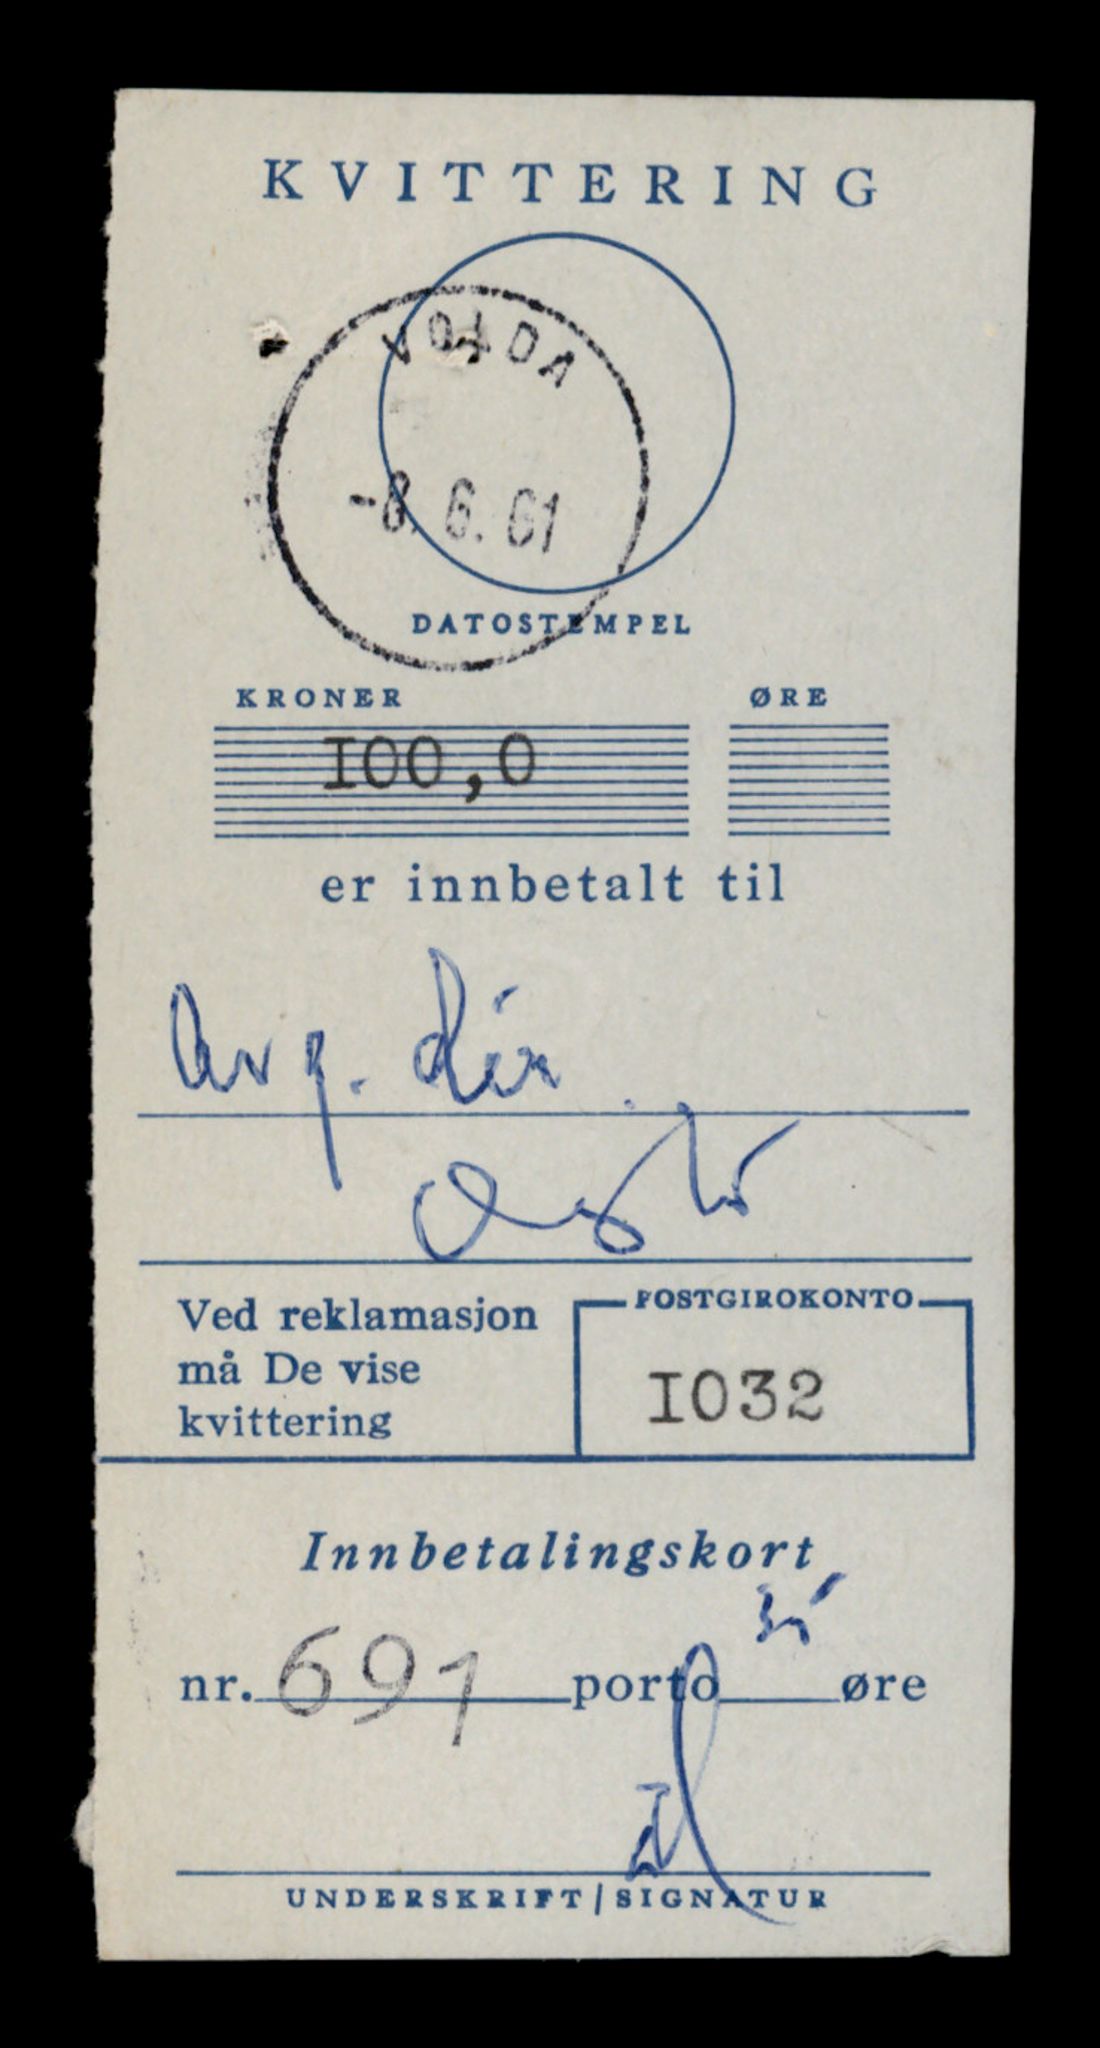 KVITTERING
VOLDA
-8. 6. 61
DATOSTEMPEL
KRONER ØRE
I00,0
er innbetalt til
Avg. dir
Oslo
Ved reklamasjon
må De vise
kvittering
POSTGIROKONTO
I032
Innbetalingskort
35
nr. 691 porto øre
UNDERSKRIFT/SIGNATUR